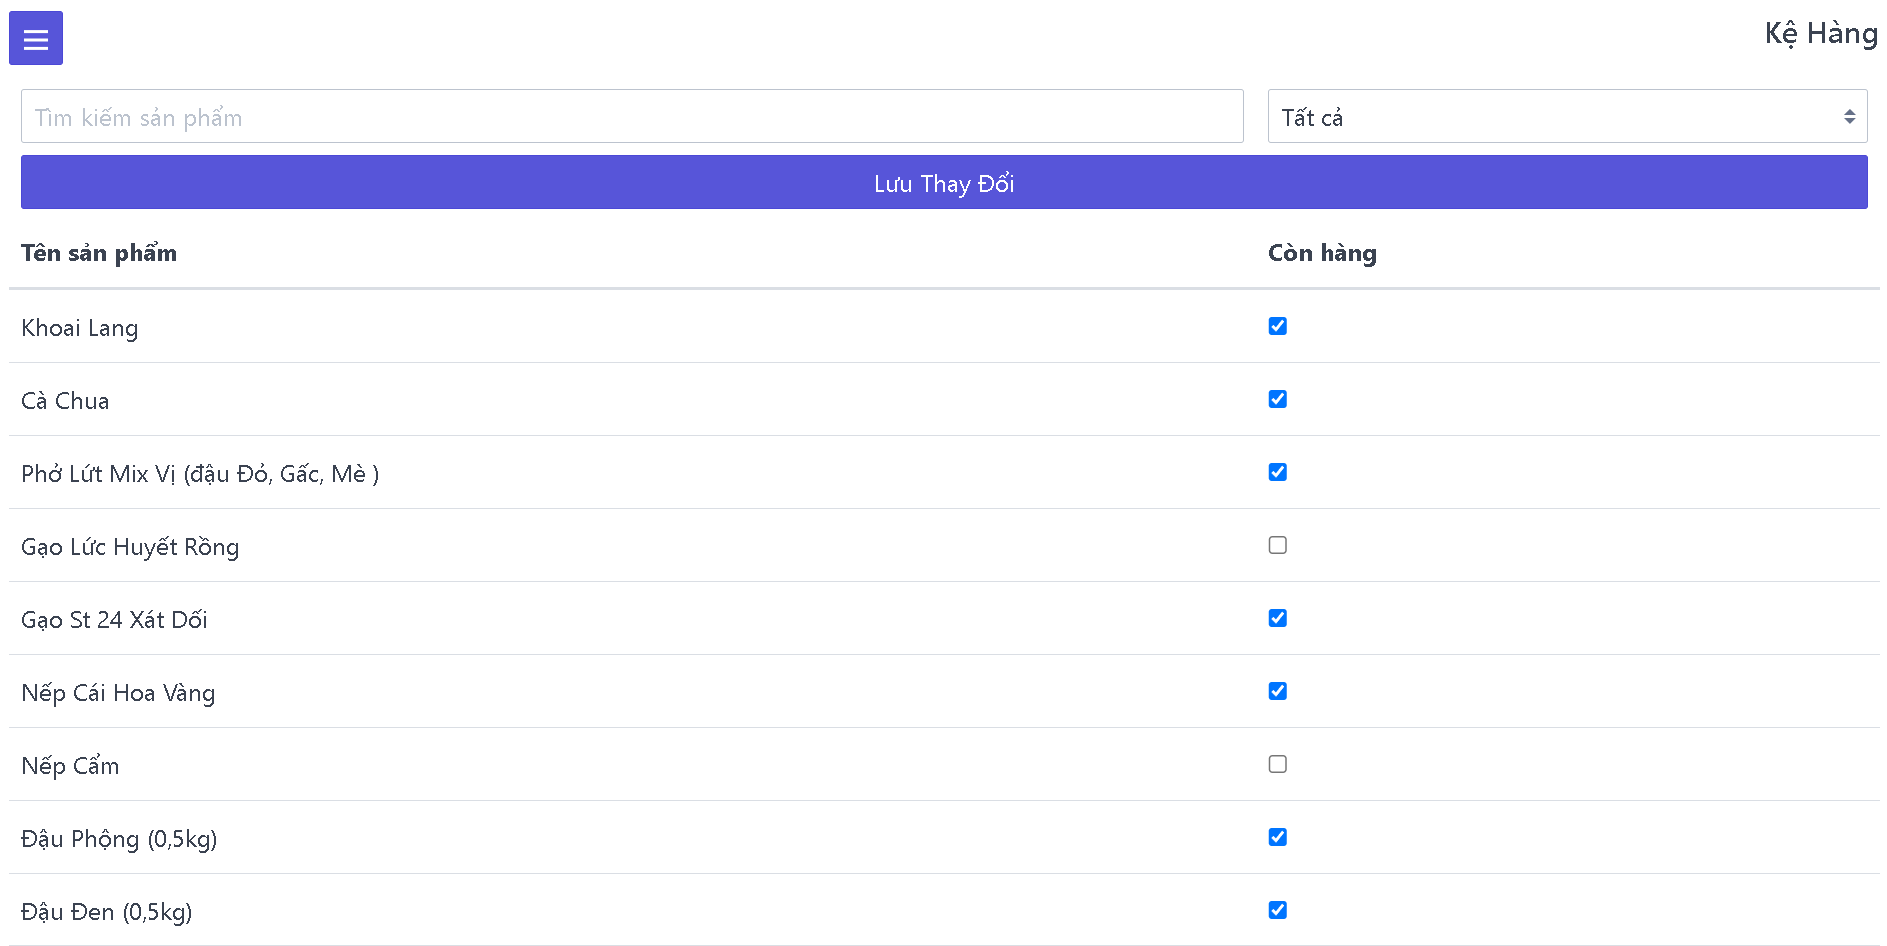 Kệ Hàng
Tìm kiếm sản phẩm
Tất cả
Lưu Thay Đổi
Tên sản phẩm
Còn hàng
Khoai Lang
Cà Chua
Phở Lứt Mix Vị (đậu Đỏ, Gấc, Mè )
Gạo Lức Huyết Rồng
Gạo St 24 Xát Dối
Nếp Cái Hoa Vàng
Nếp Cẩm
Đậu Phộng (0,5kg)
Đậu Đen (0,5kg)